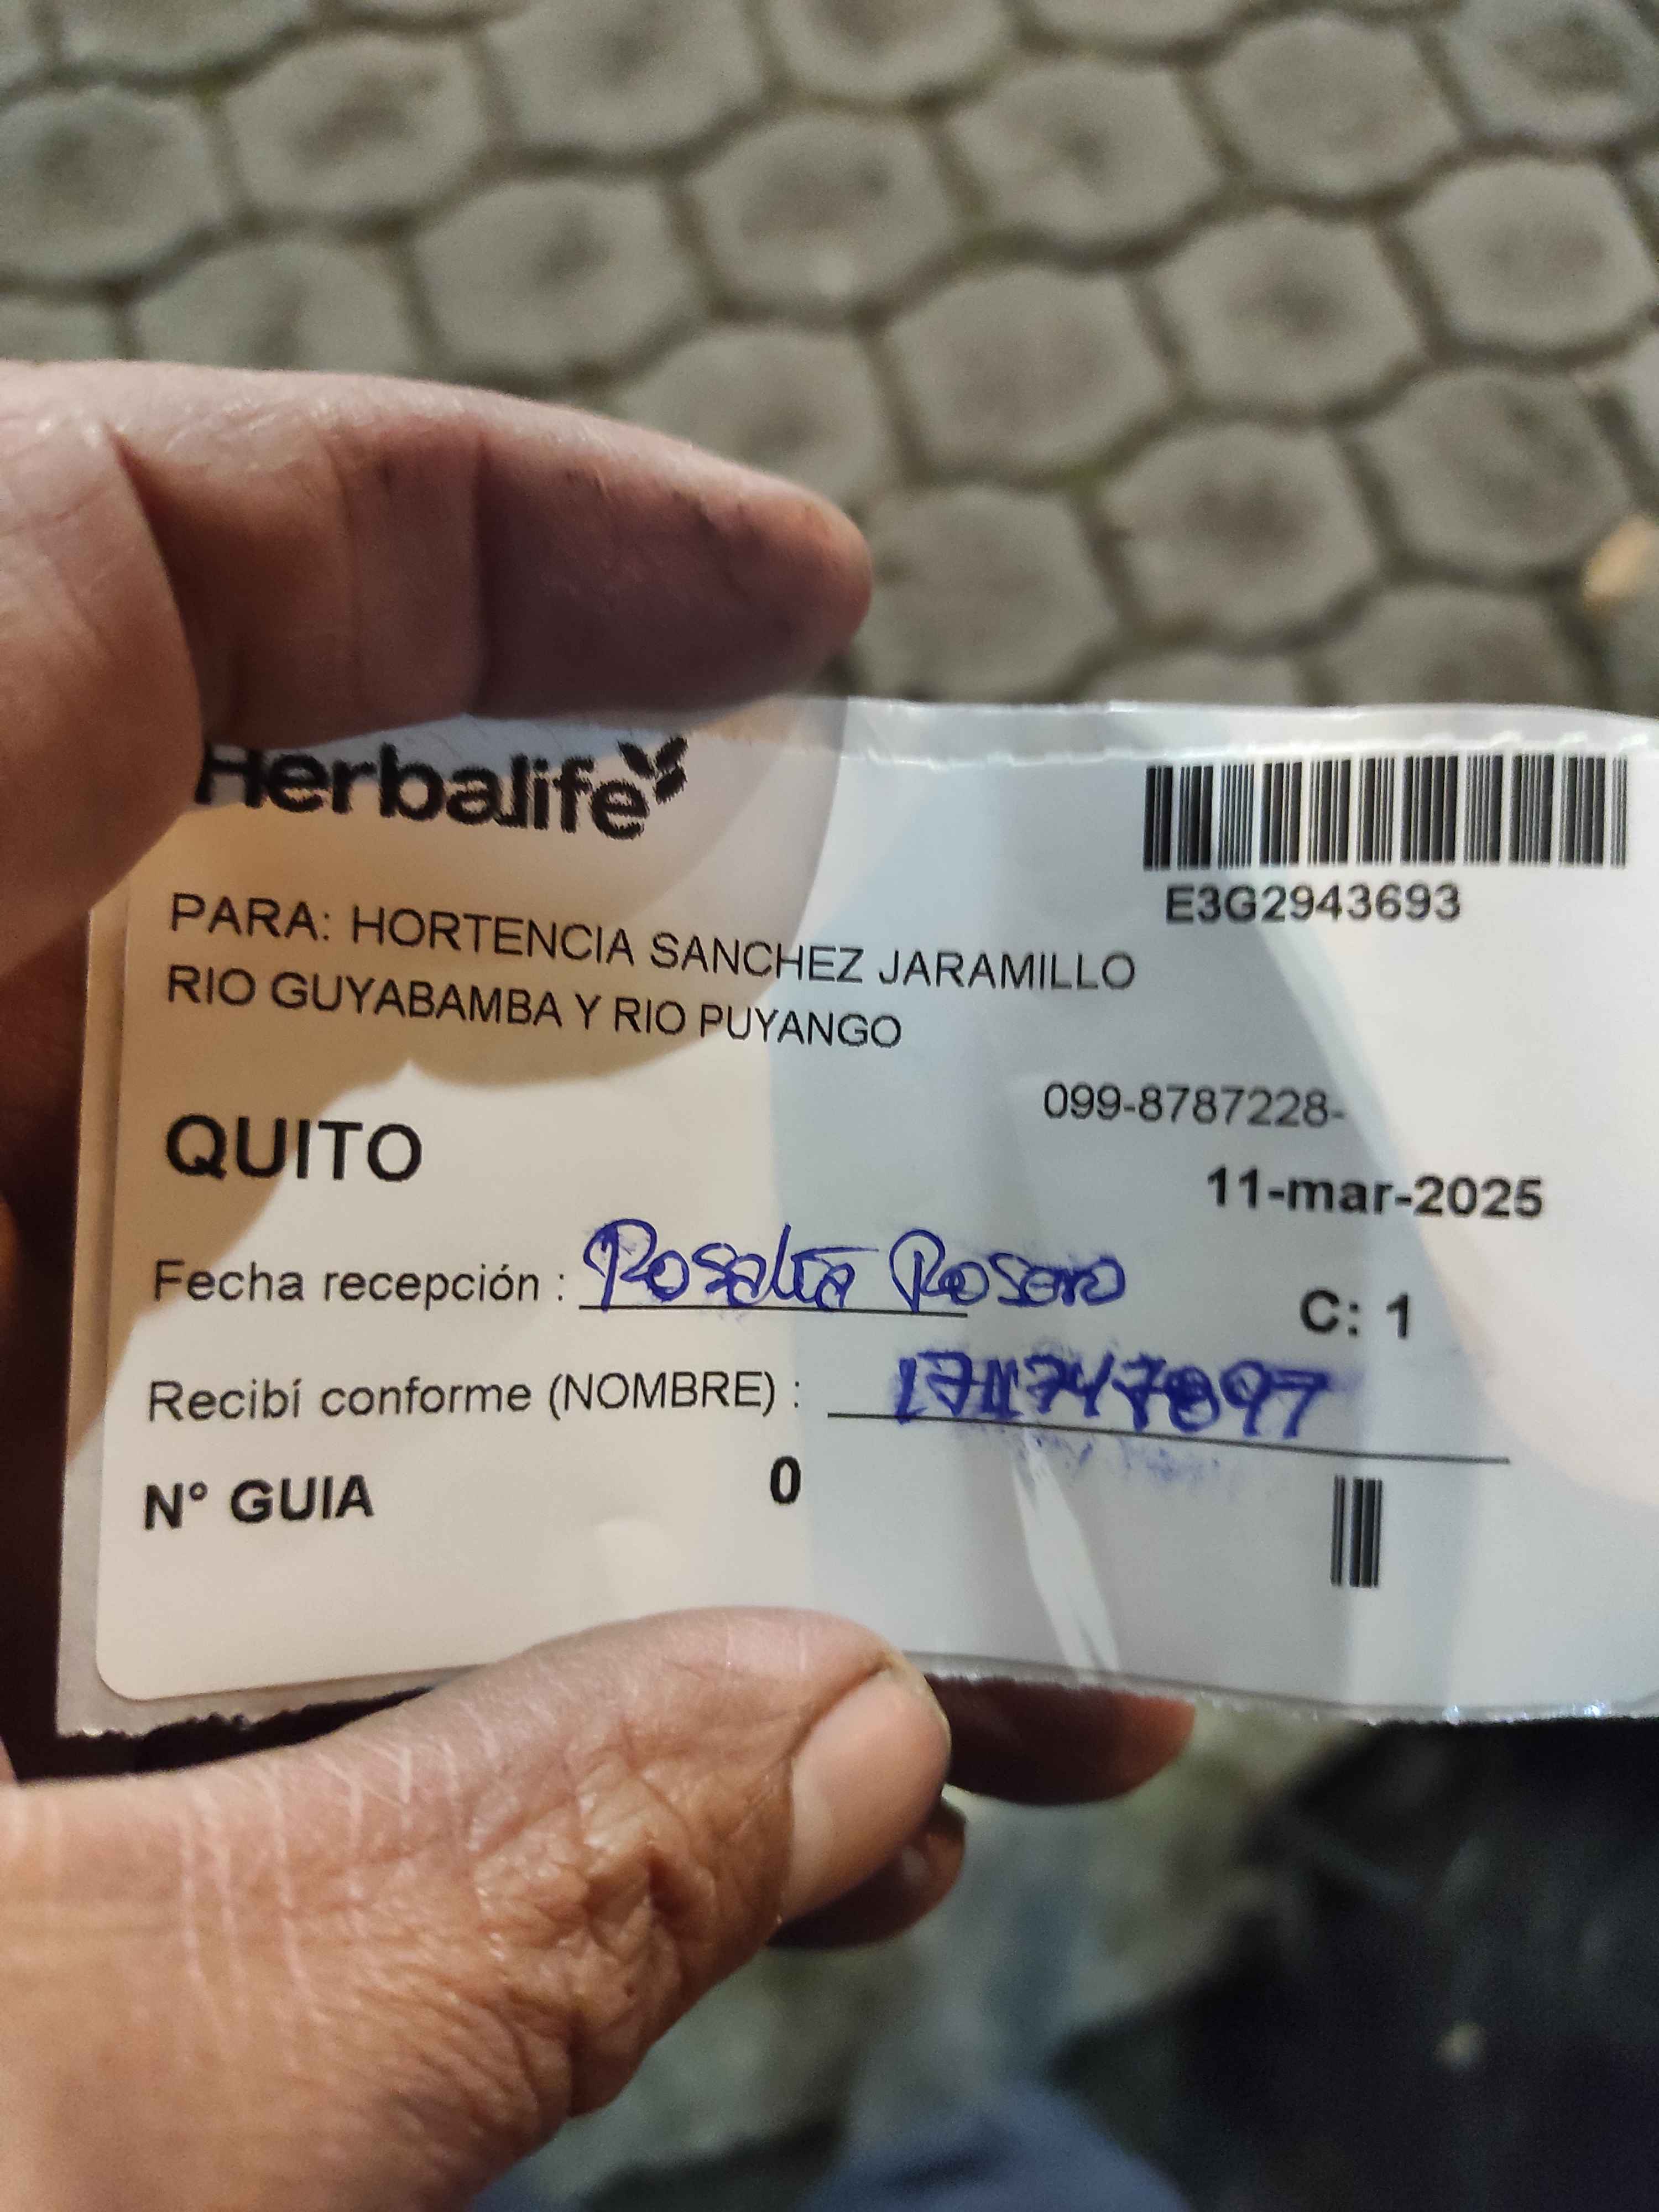 Herbalife
E3G2943693
PARA: HORTENCIA SANCHEZ JARAMILLO
RIO GUYABAMBA Y RIO PUYANGO
099-8787228-
QUITO
11-mar-2025
Fecha recepción : Rosalia Rosero
C: 1
Recibí conforme (NOMBRE) :
N° GUIA 0